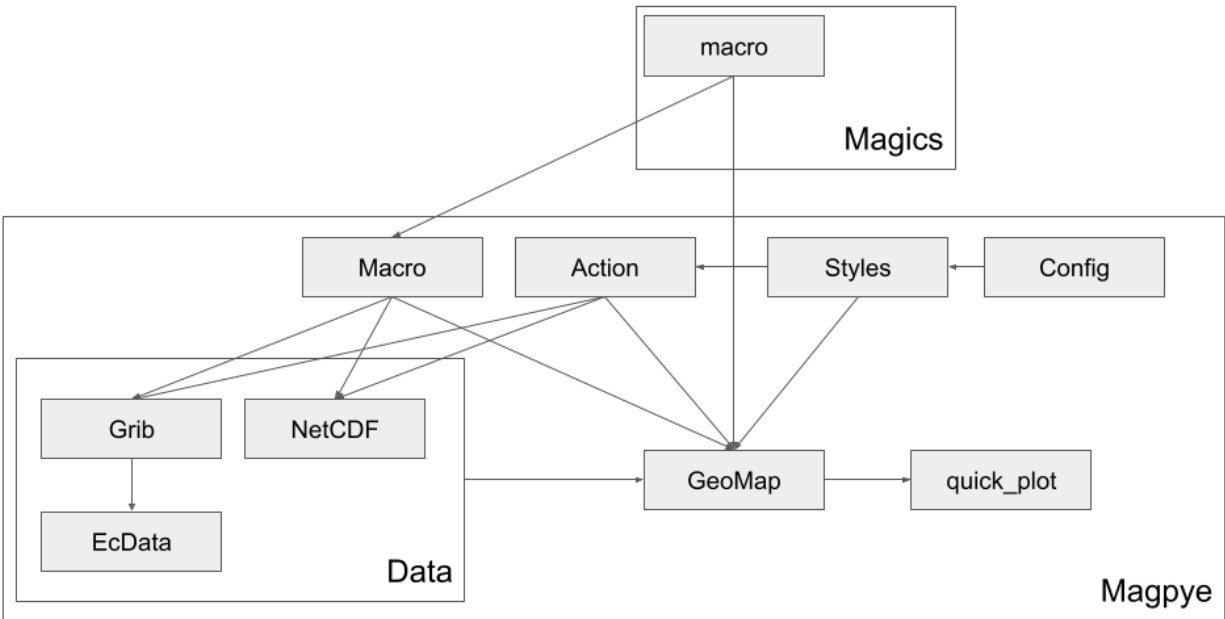 macro
Magics
Macro
Action
Styles
Config
Grib
NetCDF
GeoMap
quick_plot
EcData
Data
Magpye